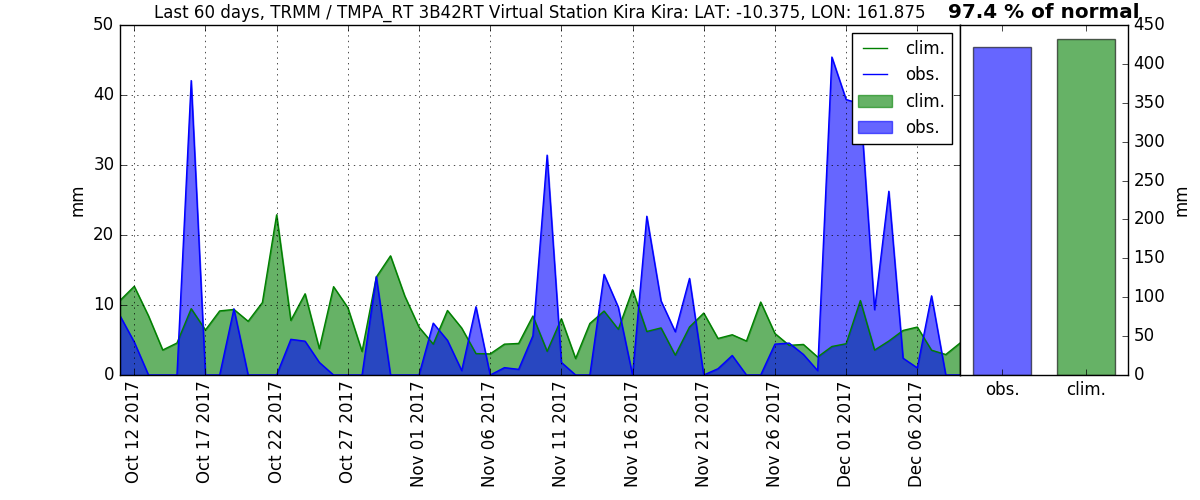 Last 60 days, TRMM / TMPA_RT 3B42RT Virtual Station Kira Kira: LAT: -10.375, LON: 161.875
97.4 % of normal
50
40
30
20
10
0
mm
clim.
obs.
clim.
obs.
450
400
350
300
250
200
150
100
50
0
mm
Oct 12 2017
Oct 17 2017
Oct 22 2017
Oct 27 2017
Nov 01 2017
Nov 06 2017
Nov 11 2017
Nov 16 2017
Nov 21 2017
Nov 26 2017
Dec 01 2017
Dec 06 2017
obs.
clim.